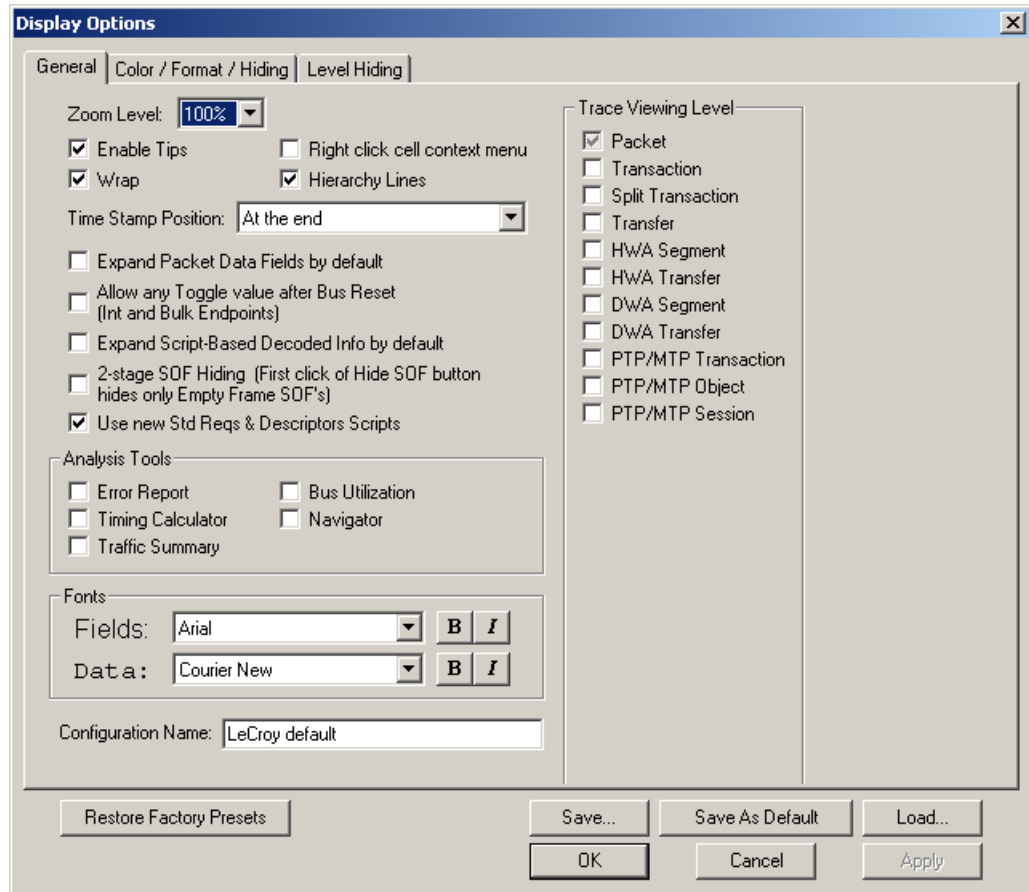 Display Options
General
Color / Format / Hiding
Level Hiding
Zoom Level: 100%
Enable Tips
Right click cell context menu
Wrap
Hierarchy Lines
Time Stamp Position: At the end
Expand Packet Data Fields by default
Allow any Toggle value after Bus Reset
(Int and Bulk Endpoints)
Expand Script-Based Decoded Info by default
2-stage SOF Hiding (First click of Hide SOF button
hides only Empty Frame SOF's)
Use new Std Reqs & Descriptors Scripts
Analysis Tools
Error Report
Bus Utilization
Timing Calculator
Navigator
Traffic Summary
Fonts
Fields: Arial B I
Data: Courier New B I
Configuration Name: LeCroy default
Trace Viewing Level
Packet
Transaction
Split Transaction
Transfer
HWA Segment
HWA Transfer
DWA Segment
DWA Transfer
PTP/MTP Transaction
PTP/MTP Object
PTP/MTP Session
Restore Factory Presets
Save...
Save As Default
Load...
OK
Cancel
Apply